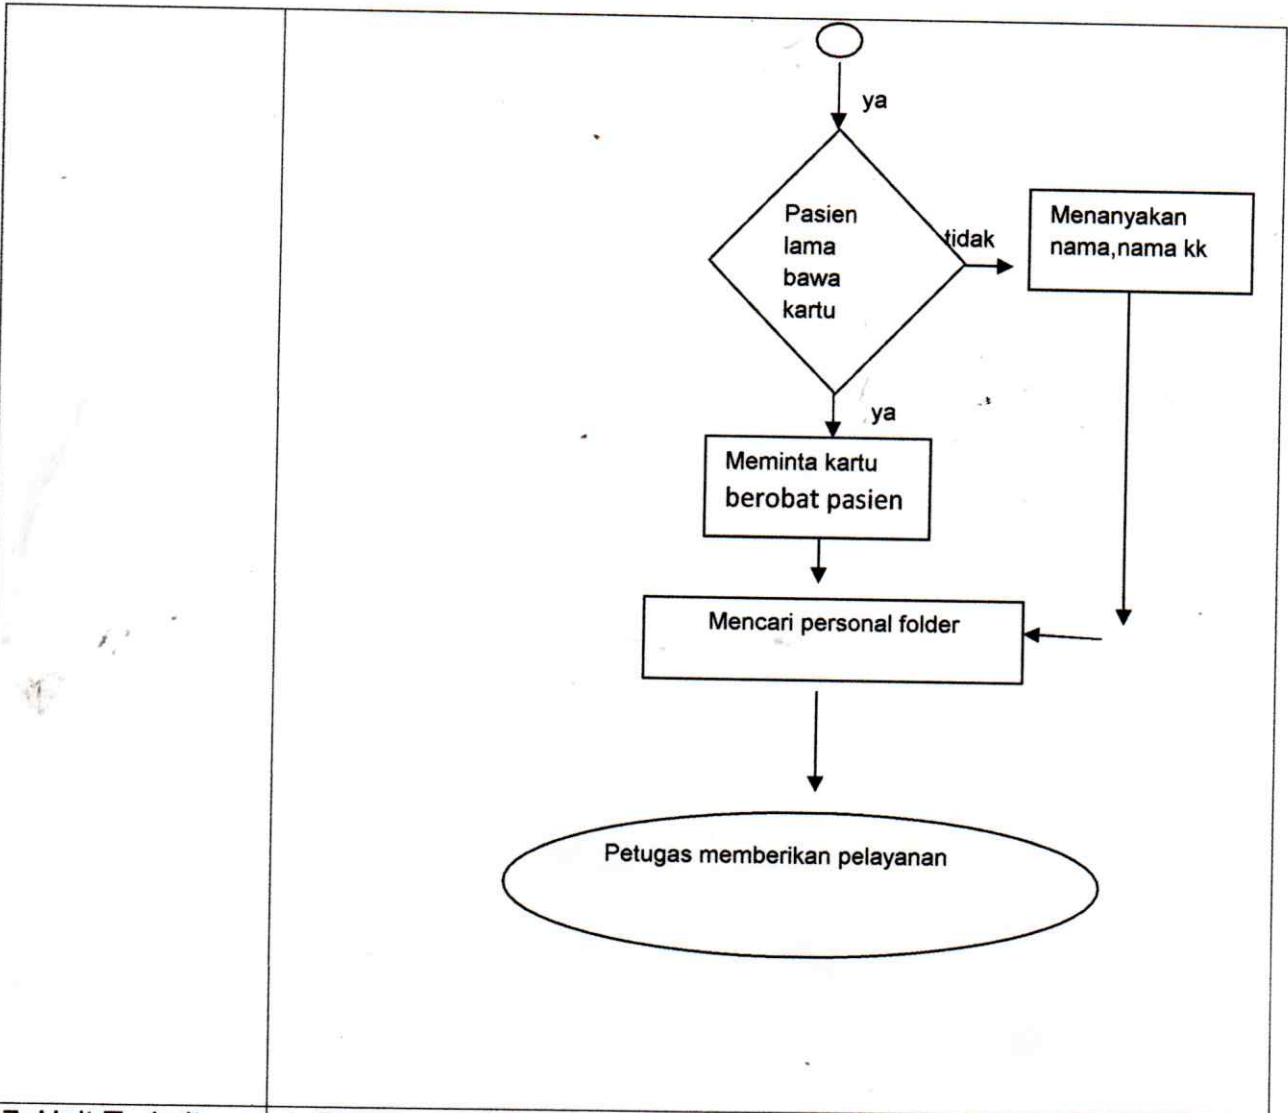 ya
Pasien
lama
bawa
kartu
tidak
Menanyakan
nama,nama kk
ya
Meminta kartu
berobat pasien
Mencari personal folder
Petugas memberikan pelayanan